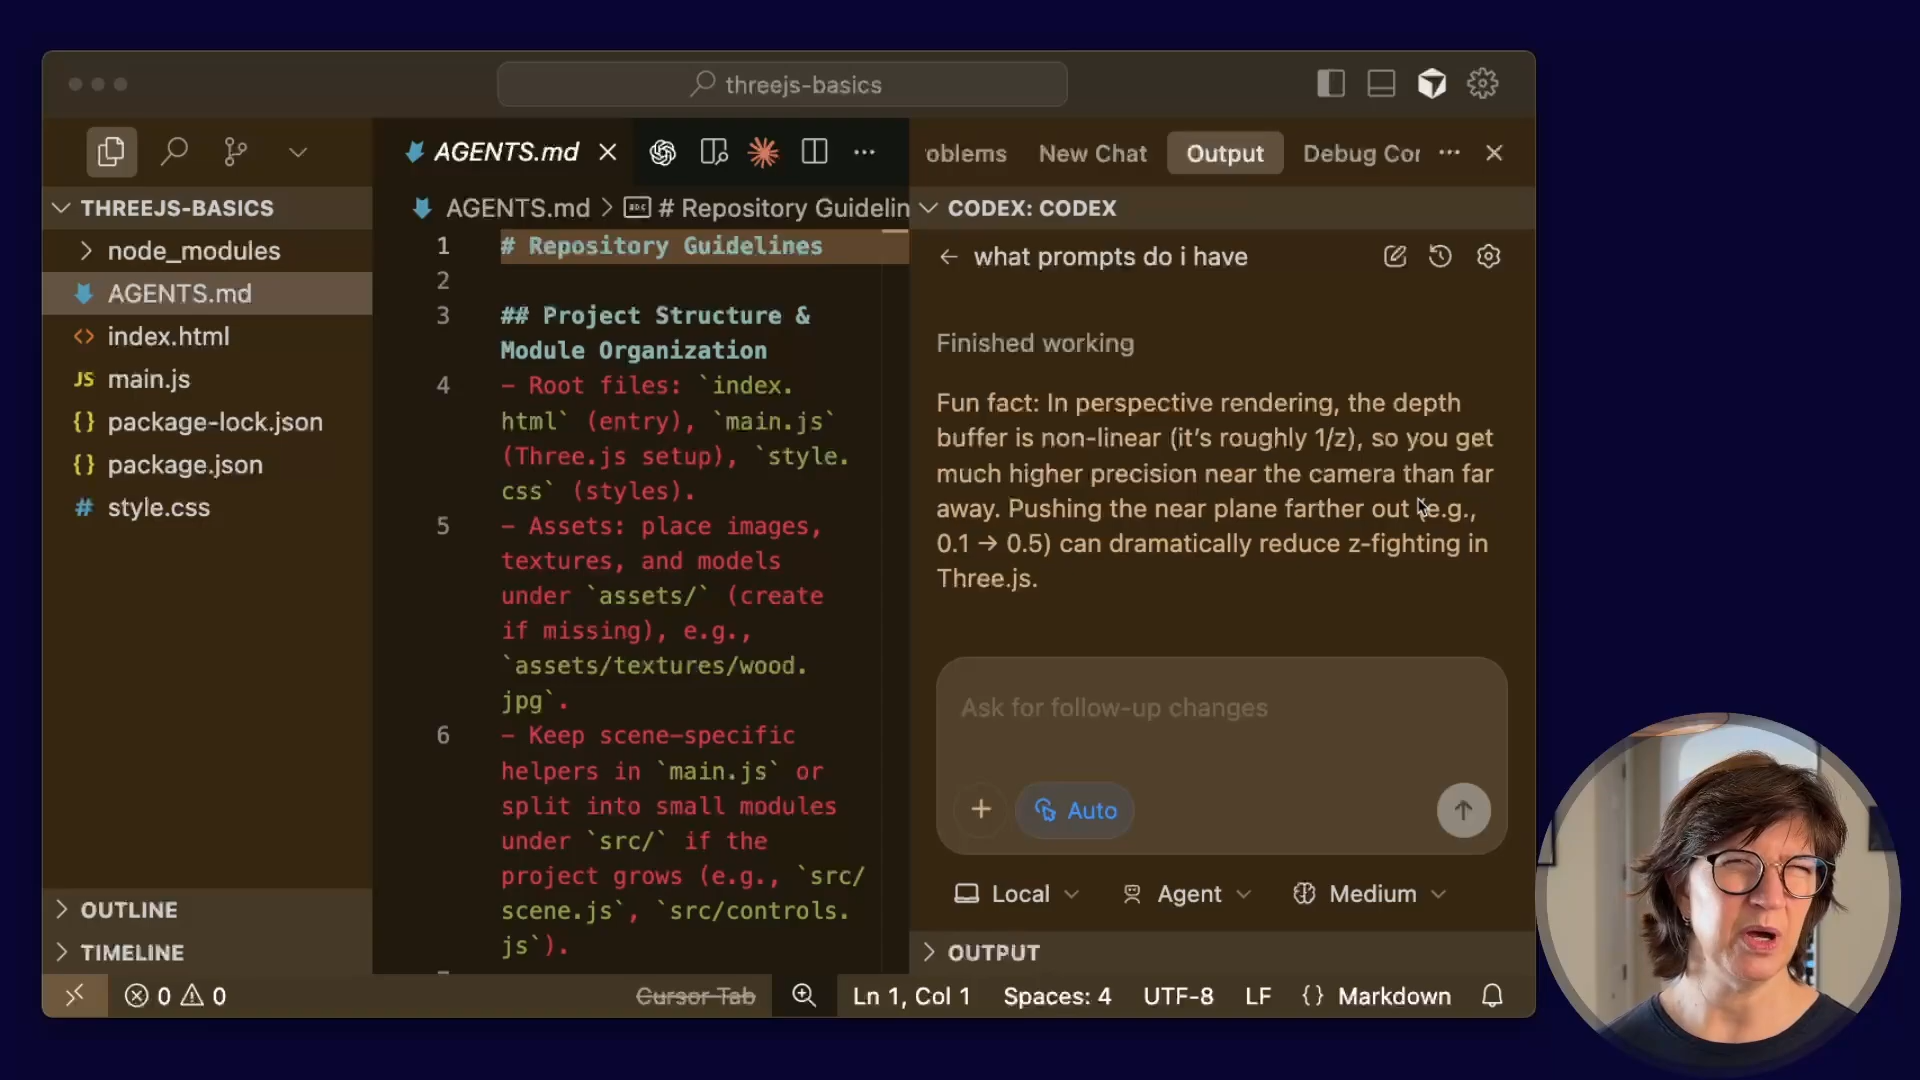 threejs-basics
AGENTS.md
oblems
New Chat
Output
Debug Cor
THREEJS-BASICS
node_modules
AGENTS.md
index.html
JS main.js
{} package-lock.json
{} package.json
# style.css
OUTLINE
TIMELINE
AGENTS.md > # Repository Guidelin
1 # Repository Guidelines
2
3 ## Project Structure &
Module Organization
4 - Root files: `index.
html` (entry), `main.js`
(Three.js setup), `style.
css` (styles).
5 - Assets: place images,
textures, and models
under `assets/` (create
if missing), e.g.,
`assets/textures/wood.
jpg`.
6 - Keep scene-specific
helpers in `main.js` or
split into small modules
under `src/` if the
project grows (e.g., `src/
scene.js`, `src/controls.
js`).
CODEX: CODEX
what prompts do i have
Finished working
Fun fact: In perspective rendering, the depth
buffer is non-linear (it's roughly 1/z), so you get
much higher precision near the camera than far
away. Pushing the near plane farther out (e.g.,
0.1 → 0.5) can dramatically reduce z-fighting in
Three.js.
Ask for follow-up changes
Auto
Local
Agent
Medium
OUTPUT
0 0
Cursor Tab
Ln 1, Col 1
Spaces: 4
UTF-8
LF
{} Markdown